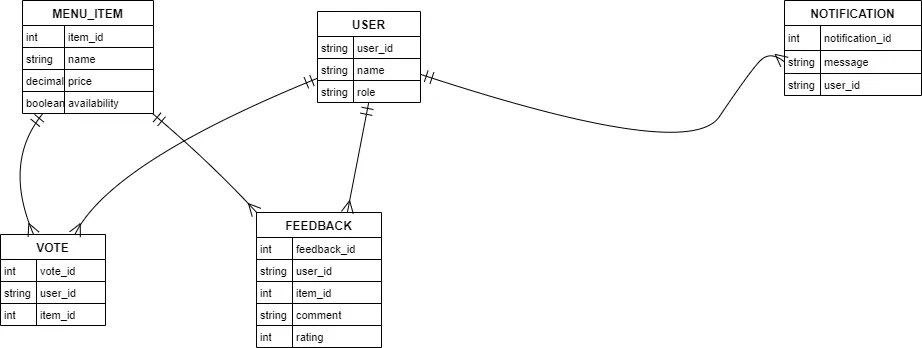 MENU_ITEM
int item_id
string name
decimal price
boolean availability
USER
string user_id
string name
string role
NOTIFICATION
int notification_id
string message
string user_id
VOTE
int vote_id
string user_id
int item_id
FEEDBACK
int feedback_id
string user_id
int item_id
string comment
int rating